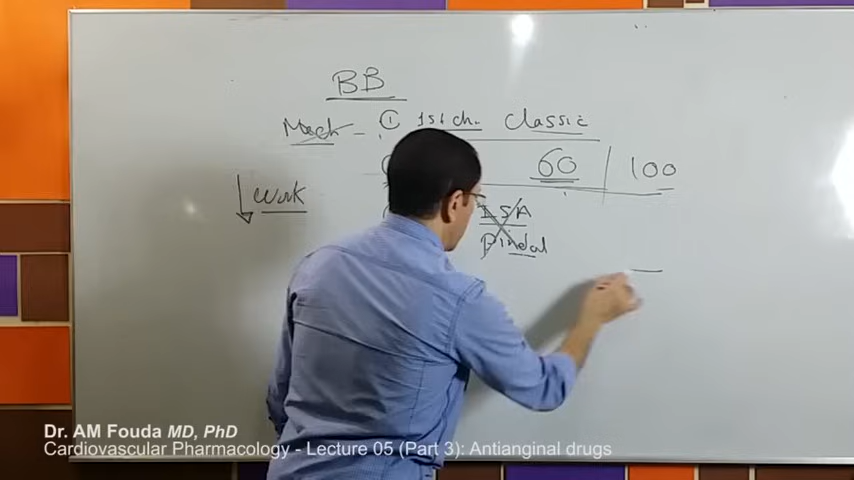 BB
Mech - ① 1st ch. Classic
60 | 100
↓ work
ISA
pindol
Dr. AM Fouda MD, PhD
Cardiovascular Pharmacology - Lecture 05 (Part 3): Antianginal drugs